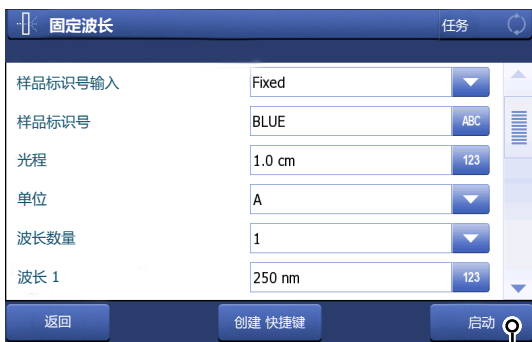 固定波长 任务
样品标识号输入 Fixed
样品标识号 BLUE ABC
光程 1.0 cm 123
单位 A
波长数量 1
波长 1 250 nm 123
返回 创建 快捷键 启动